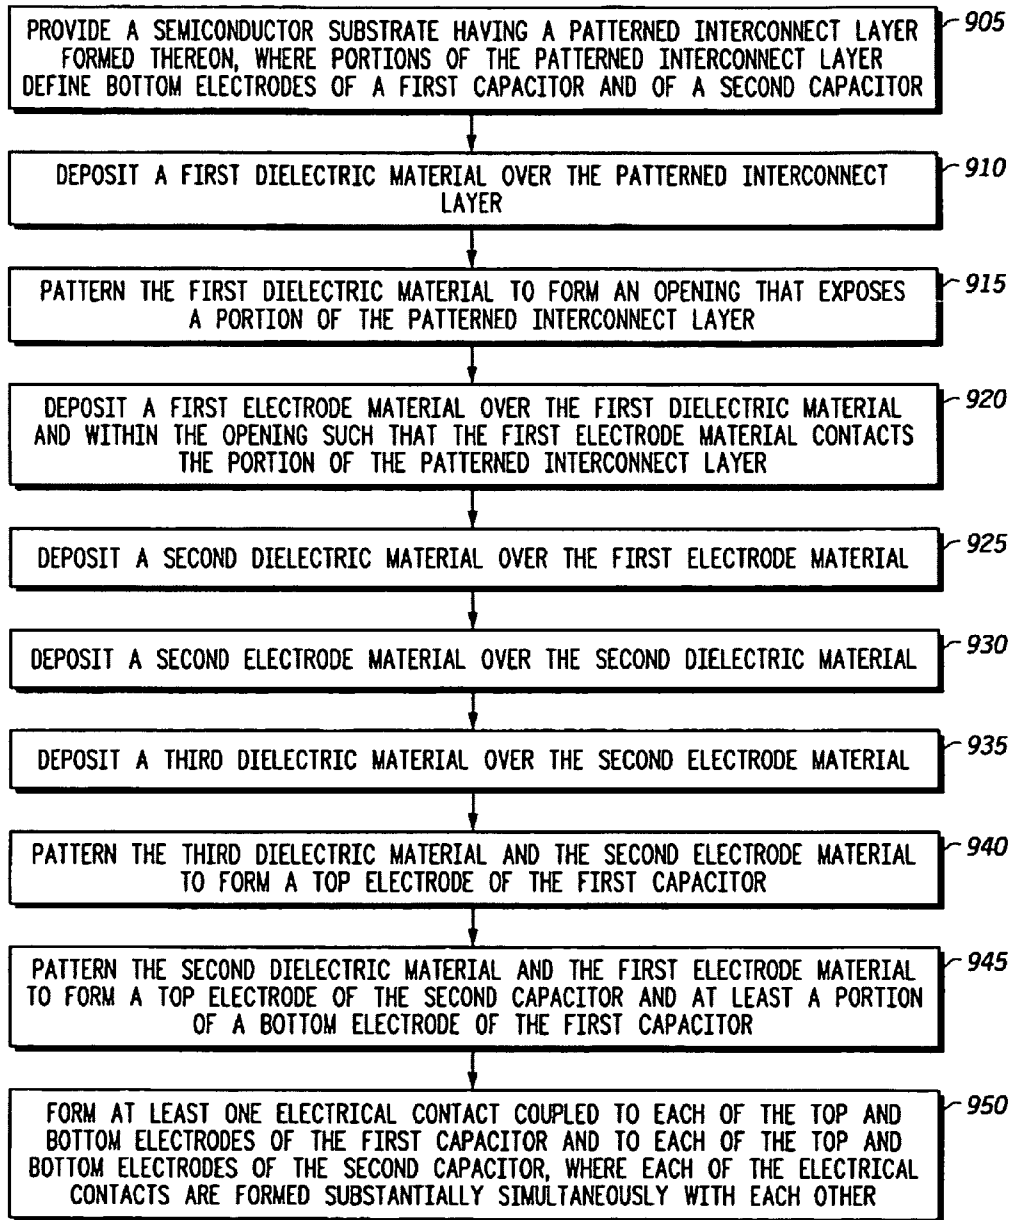 PROVIDE A SEMICONDUCTOR SUBSTRATE HAVING A PATTERNED INTERCONNECT LAYER
FORMED THEREON, WHERE PORTIONS OF THE PATTERNED INTERCONNECT LAYER
DEFINE BOTTOM ELECTRODES OF A FIRST CAPACITOR AND OF A SECOND CAPACITOR
905
DEPOSIT A FIRST DIELECTRIC MATERIAL OVER THE PATTERNED INTERCONNECT
LAYER
910
PATTERN THE FIRST DIELECTRIC MATERIAL TO FORM AN OPENING THAT EXPOSES
A PORTION OF THE PATTERNED INTERCONNECT LAYER
915
DEPOSIT A FIRST ELECTRODE MATERIAL OVER THE FIRST DIELECTRIC MATERIAL
AND WITHIN THE OPENING SUCH THAT THE FIRST ELECTRODE MATERIAL CONTACTS
THE PORTION OF THE PATTERNED INTERCONNECT LAYER
920
DEPOSIT A SECOND DIELECTRIC MATERIAL OVER THE FIRST ELECTRODE MATERIAL
925
DEPOSIT A SECOND ELECTRODE MATERIAL OVER THE SECOND DIELECTRIC MATERIAL
930
DEPOSIT A THIRD DIELECTRIC MATERIAL OVER THE SECOND ELECTRODE MATERIAL
935
PATTERN THE THIRD DIELECTRIC MATERIAL AND THE SECOND ELECTRODE MATERIAL
TO FORM A TOP ELECTRODE OF THE FIRST CAPACITOR
940
PATTERN THE SECOND DIELECTRIC MATERIAL AND THE FIRST ELECTRODE MATERIAL
TO FORM A TOP ELECTRODE OF THE SECOND CAPACITOR AND AT LEAST A PORTION
OF A BOTTOM ELECTRODE OF THE FIRST CAPACITOR
945
FORM AT LEAST ONE ELECTRICAL CONTACT COUPLED TO EACH OF THE TOP AND
BOTTOM ELECTRODES OF THE FIRST CAPACITOR AND TO EACH OF THE TOP AND
BOTTOM ELECTRODES OF THE SECOND CAPACITOR, WHERE EACH OF THE ELECTRICAL
CONTACTS ARE FORMED SUBSTANTIALLY SIMULTANEOUSLY WITH EACH OTHER
950